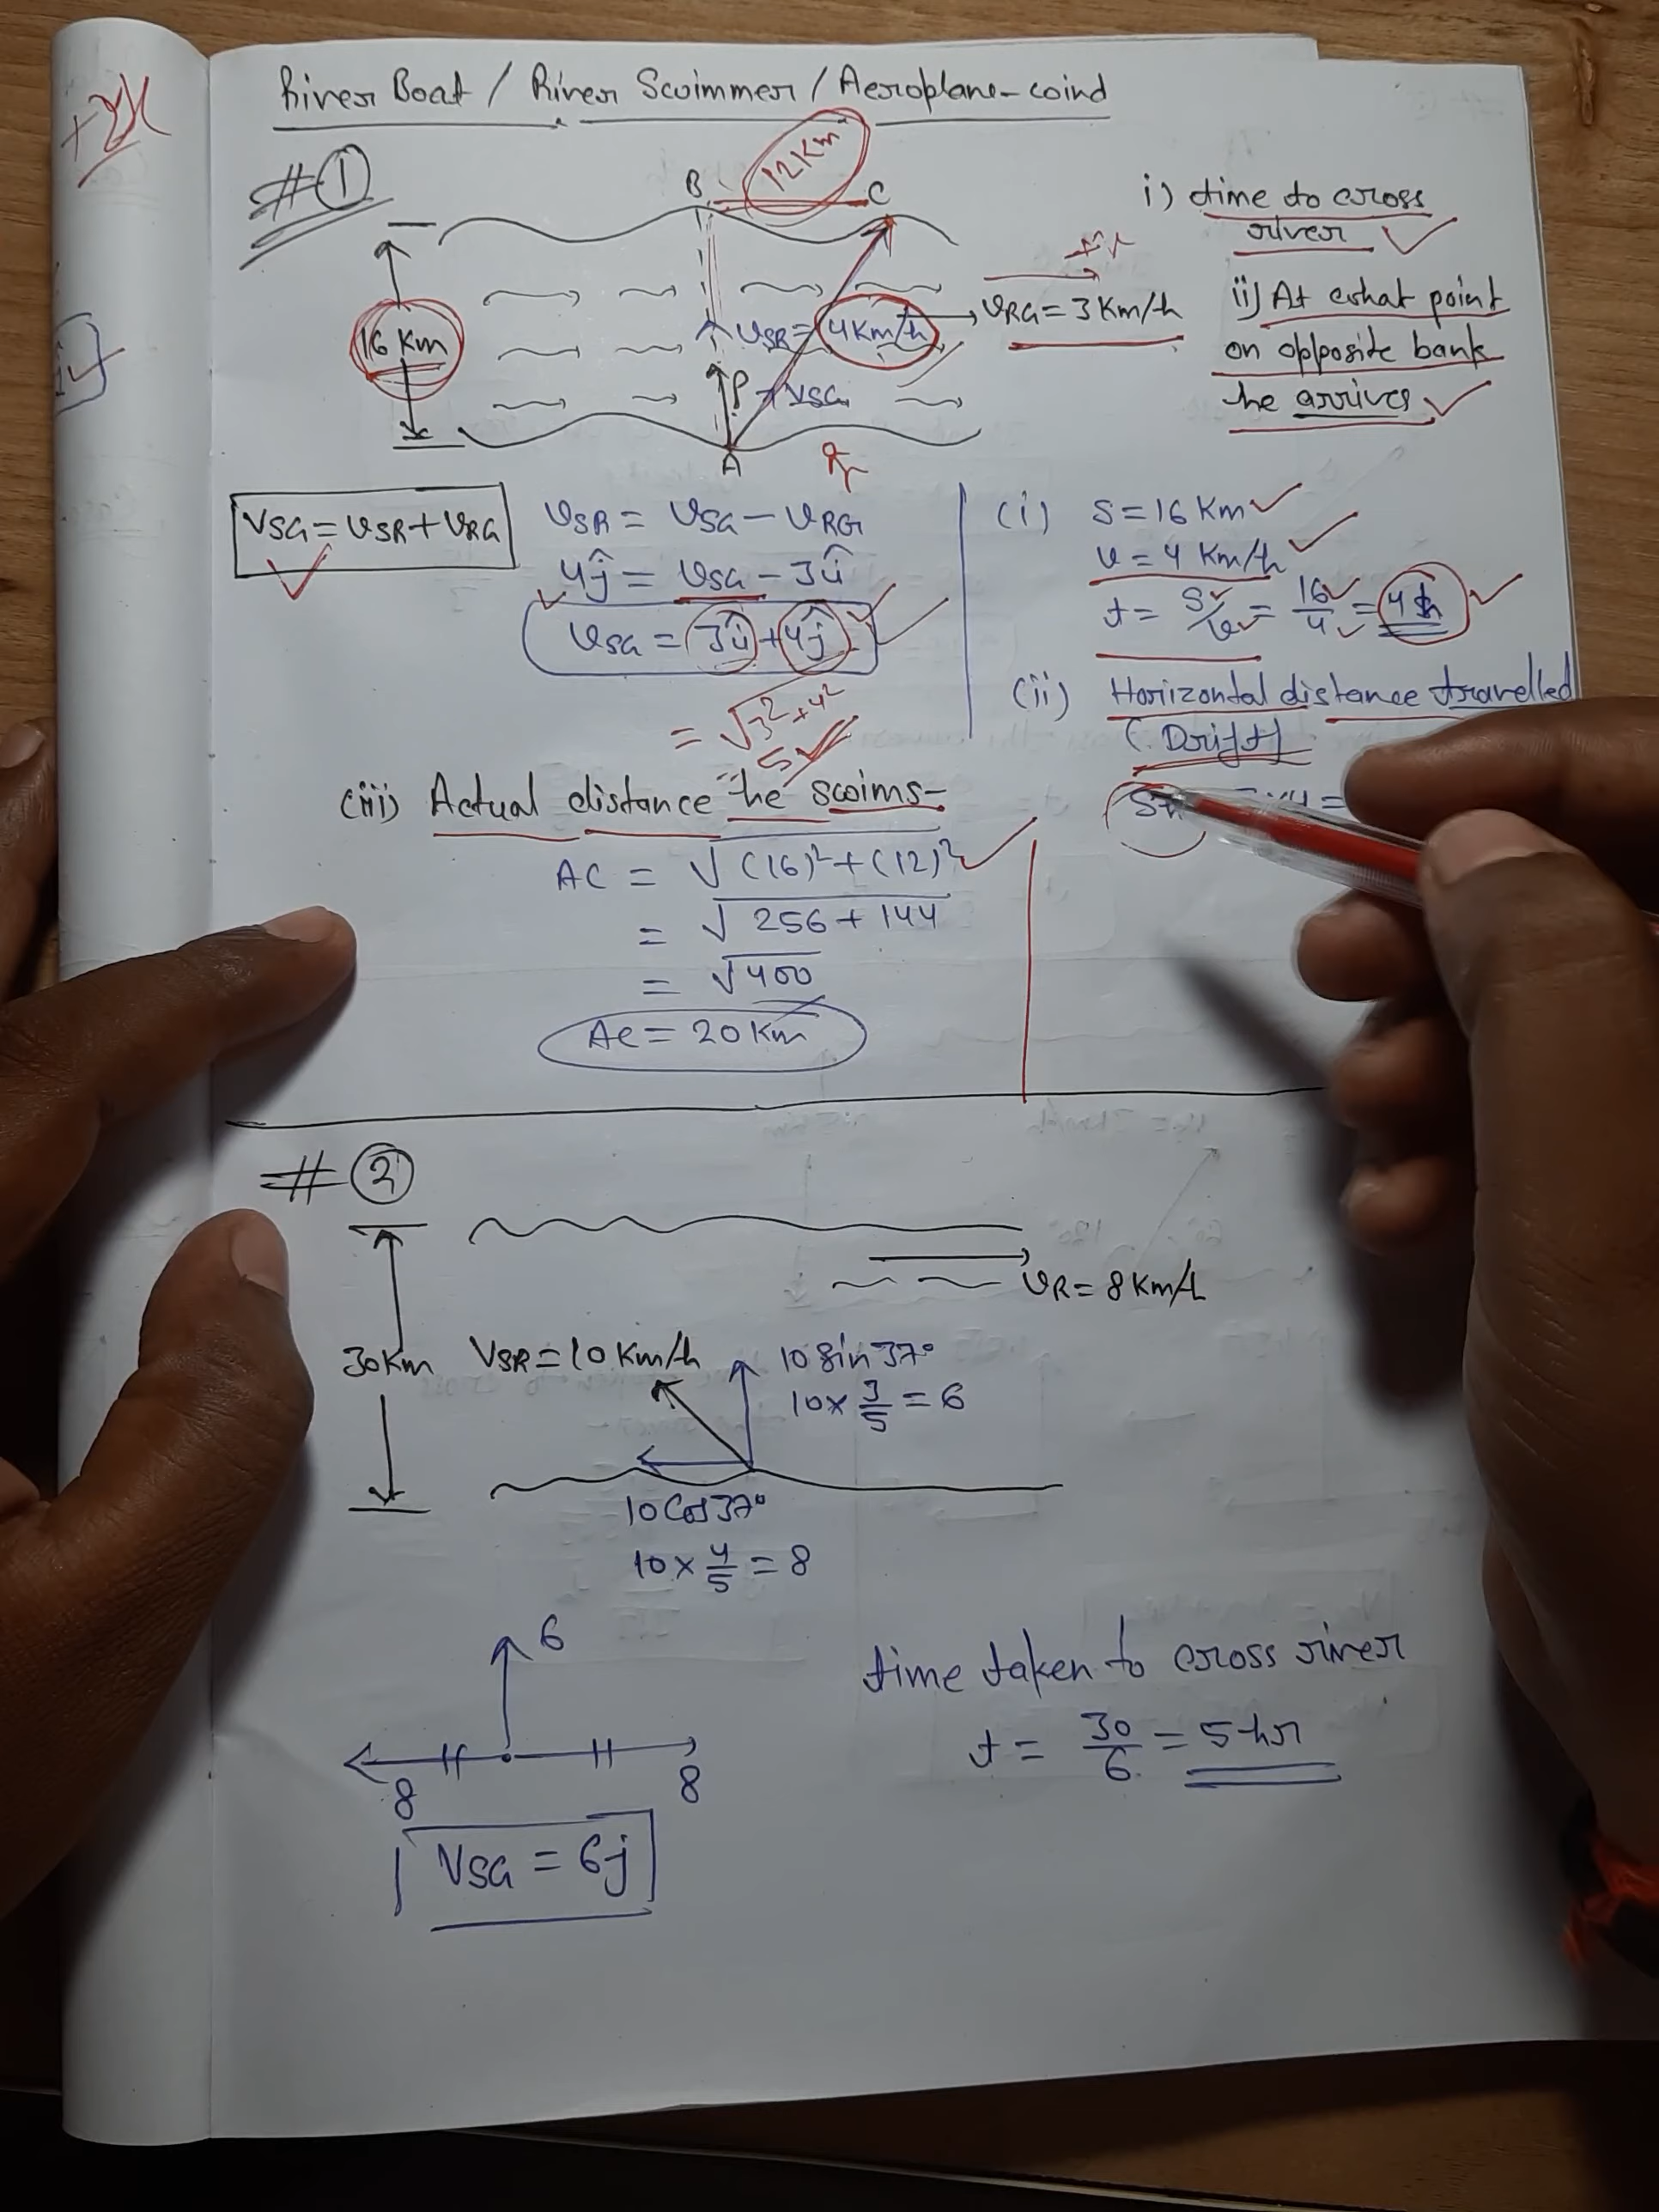 River Boat / River Swimmer / Aeroplane-wind
+x
#1
B
12 Km
C
i) time to cross
river
16 Km
VSR = 4 Km/h
VRG = 3 Km/h
ii) At what point
on opposite bank
he arrives
P
VSG
A
VSG = VSR + VRG
VSR = VSG - VRG
4ĵ = VSG - 3î
VSG = 3î + 4ĵ
= √3²+4²
= 5
(i) S = 16 Km
v = 4 Km/h
t = S/v = 16/4 = 4h
(ii) Horizontal distance travelled
(Drift)
(iii) Actual distance he swims-
AC = √(16)²+(12)²
= √256 + 144
= √400
AC = 20 Km
#2
VR = 8 Km/h
30 Km
VSR = 10 Km/h
10 Sin 37°
10 × 3/5 = 6
10 Cos 37°
10 × 4/5 = 8
6
8
8
VSG = 6j
time taken to cross river
t = 30/6 = 5 hr